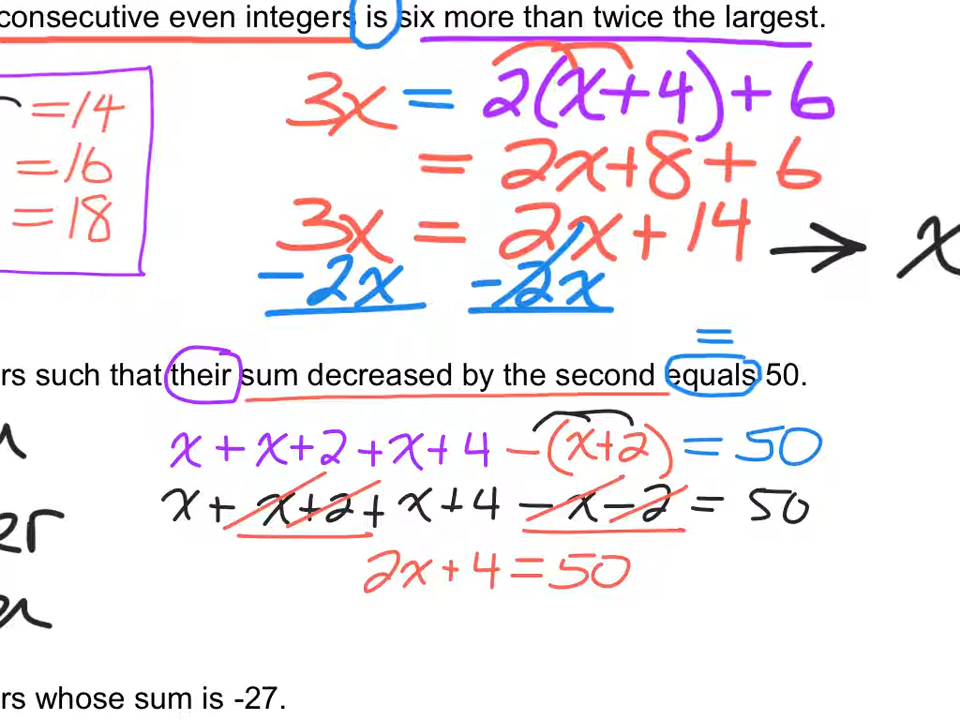 consecutive even integers is six more than twice the largest.
3x = 2(x+4)+6
=14
= 2x+8+6
=16
3x = 2x+14 → x
=18
-2x -2x
=
rs such that their sum decreased by the second equals 50.
x+x+2+x+4-(x+2)=50
x+x+2+x+4-x-2=50
er
2x+4=50
rs whose sum is -27.